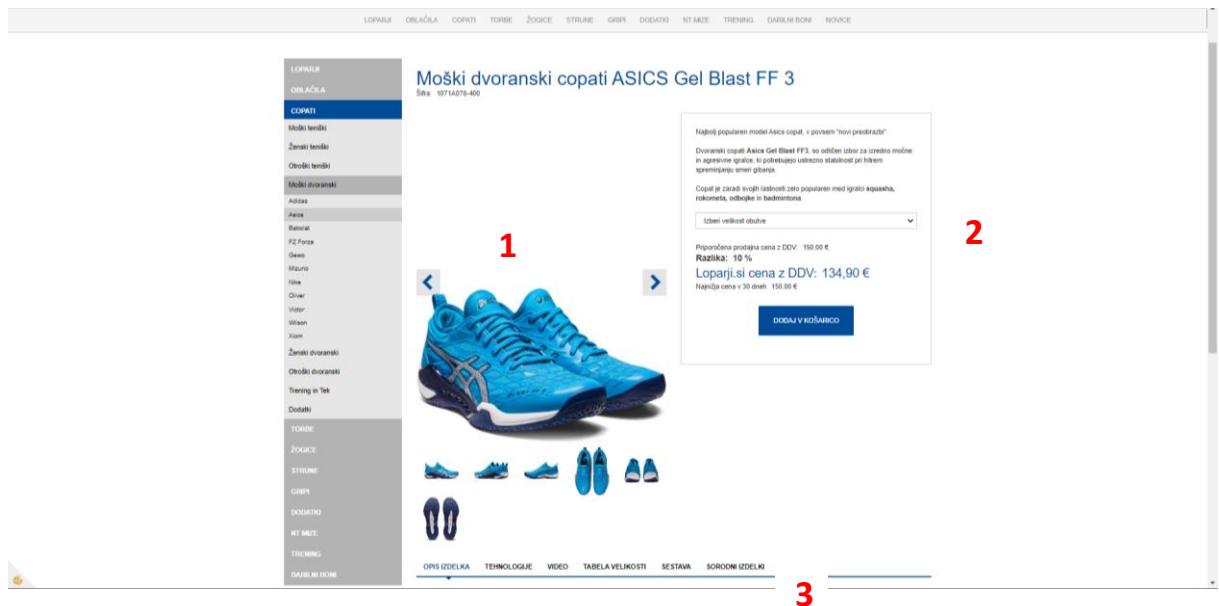 LOPARJI OBLAČILA COPATI TORBE ŽOGICE STRUNE GRIPI DODATKI NT MIZE TRENING DARILNI BONI NOVICE
LOPARJI
OBLAČILA
COPATI
Moški teniški
Ženski teniški
Otroški teniški
Moški dvoranski
Adidas
Asics
Babolat
FZ Forza
Gewo
Mizuno
Nike
Oliver
Victor
Wilson
Xiom
Ženski dvoranski
Otroški dvoranski
Trening in Tek
Dodatki
TORBE
ŽOGICE
STRUNE
GRIPI
DODATKI
NT MIZE
TRENING
DARILNI BONI
Moški dvoranski copati ASICS Gel Blast FF 3
Šifra 1071A076-400
1
Najbolj popularen model Asics copat, v povsem "novi preobrazbi".
Dvoranski copati Asics Gel Blast FF3, so odličen izbor za izredno močne
in agresivne igralce, ki potrebujejo ustrezno stabilnost pri hitrem
spreminjanju smeri gibanja.
Copat je zaradi svojih lastnosti zelo popularen med igralci squasha,
rokometa, odbojke in badmintona.
Izberi velikost obutve
Priporočena prodajna cena z DDV: 150,00 €
Razlika: 10 %
Loparji.si cena z DDV: 134,90 €
Najnižja cena v 30 dneh 150,00 €
DODAJ V KOŠARICO
2
OPIS IZDELKA TEHNOLOGIJE VIDEO TABELA VELIKOSTI SESTAVA SORODNI IZDELKI
3